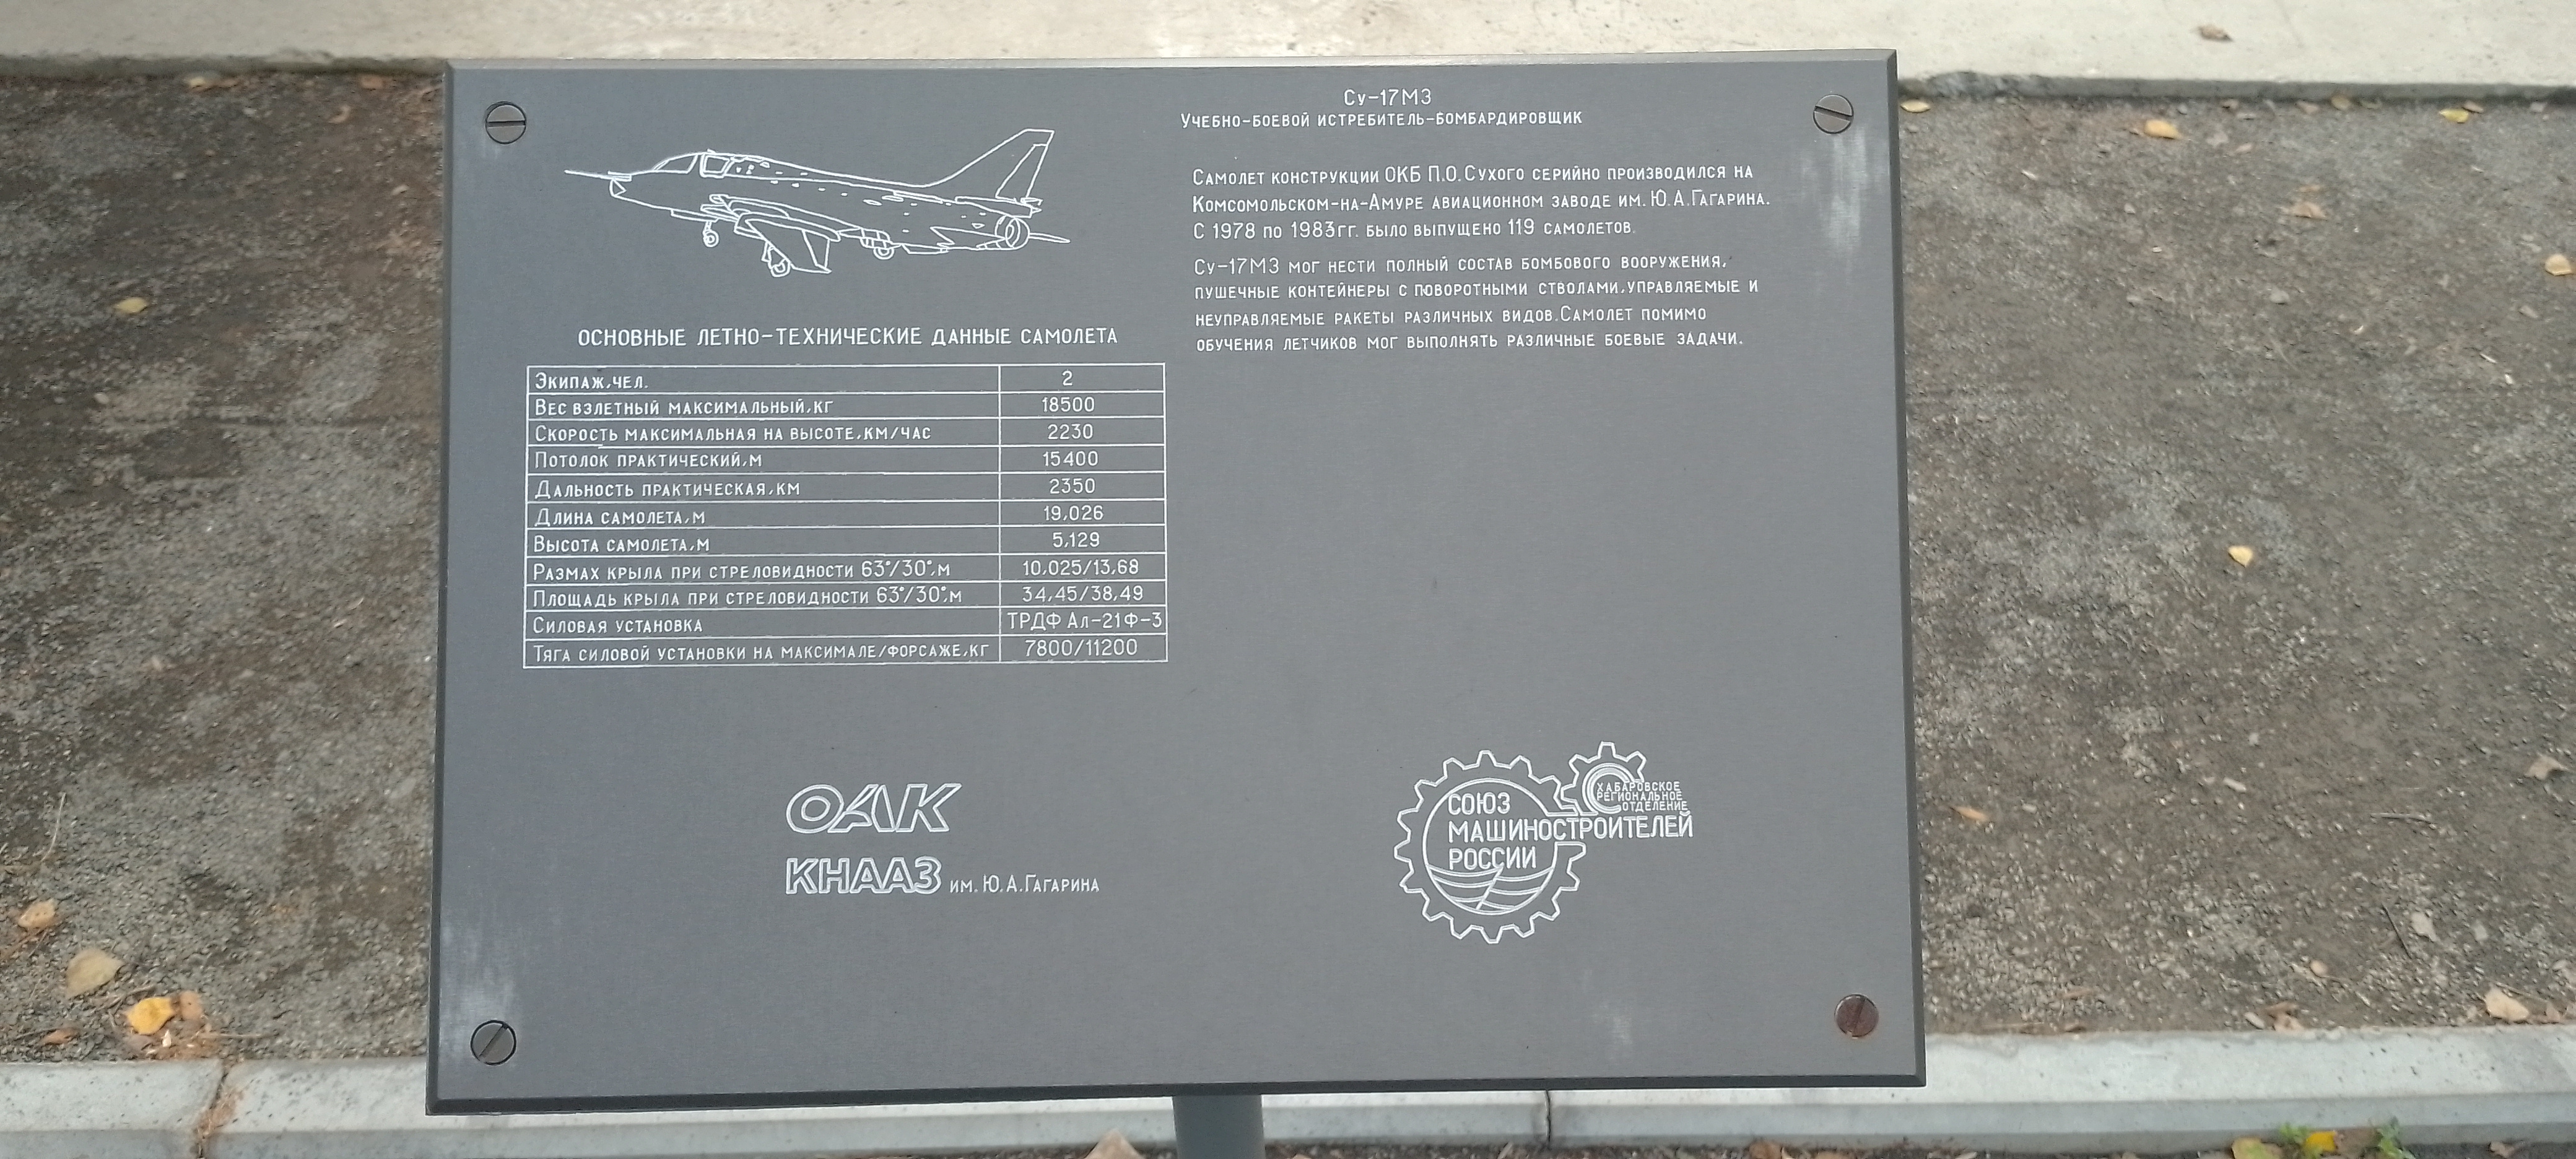 Су-17М3
Учебно-боевой истребитель-бомбардировщик
Самолет конструкции ОКБ П.О.Сухого серийно производился на
Комсомольском-на-Амуре авиационном заводе им. Ю.А.Гагарина.
С 1978 по 1983гг. было выпущено 119 самолетов.
Су-17М3 мог нести полный состав бомбового вооружения,
пушечные контейнеры с поворотными стволами,управляемые и
неуправляемые ракеты различных видов.Самолет помимо
обучения летчиков мог выполнять различные боевые задачи.
ОСНОВНЫЕ ЛЕТНО-ТЕХНИЧЕСКИЕ ДАННЫЕ САМОЛЕТА
Экипаж,чел. 2
Вес взлетный максимальный,кг 18500
Скорость максимальная на высоте,км/час 2230
Потолок практический,м 15400
Дальность практическая,км 2350
Длина самолета,м 19,026
Высота самолета,м 5,129
Размах крыла при стреловидности 63°/30°,м 10,025/13,68
Площадь крыла при стреловидности 63°/30°,м 34,45/38,49
Силовая установка ТРДФ Ал-21Ф-3
Тяга силовой установки на максимале/форсаже,кг 7800/11200
ОАК
КНААЗ им. Ю.А.Гагарина
ХАБАРОВСКОЕ
РЕГИОНАЛЬНОЕ
ОТДЕЛЕНИЕ
СОЮЗ
МАШИНОСТРОИТЕЛЕЙ
РОССИИ